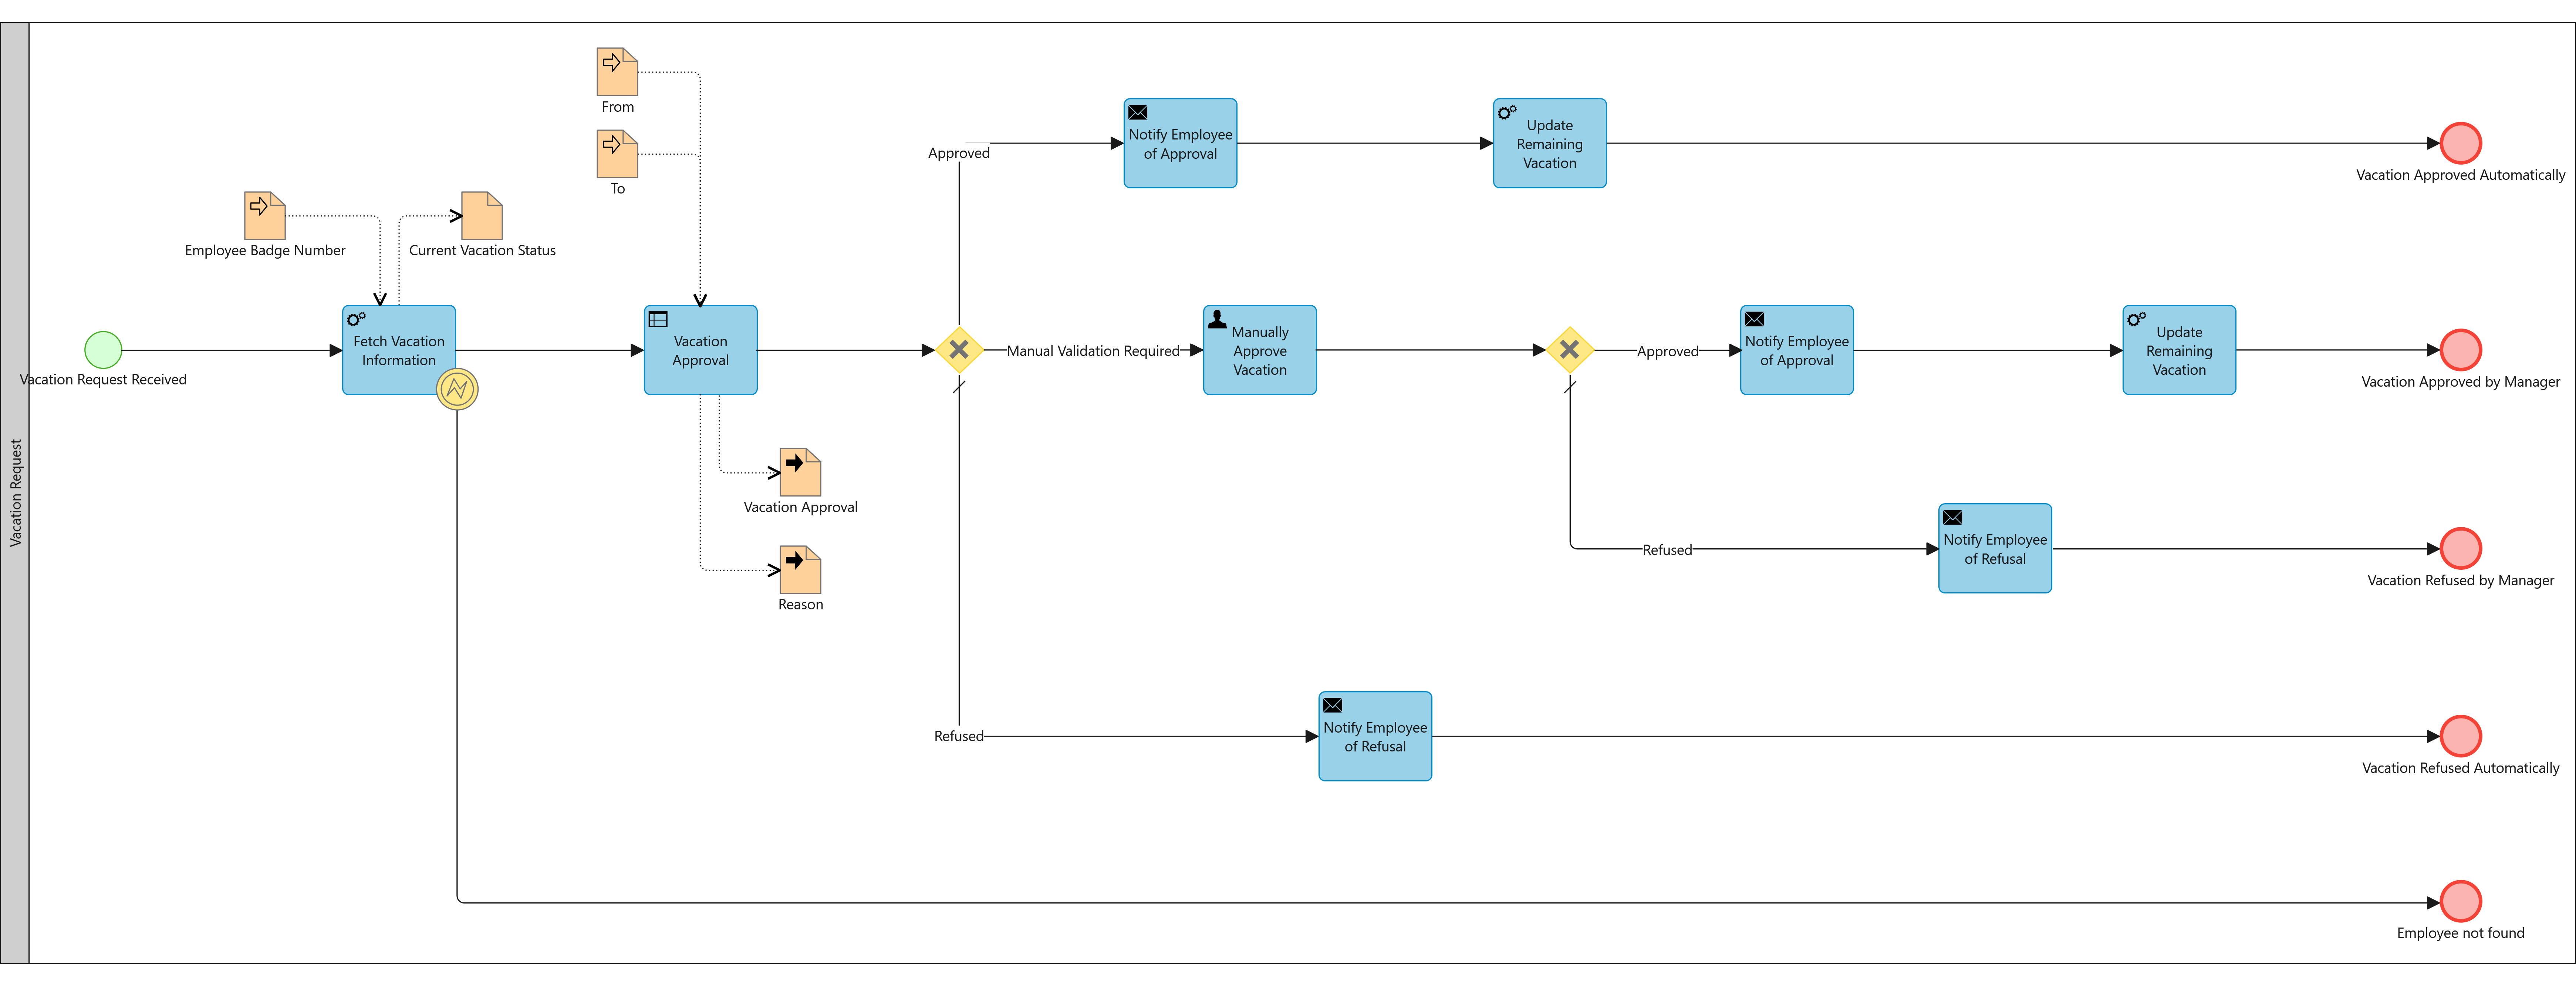 Vacation Request
From
To
Employee Badge Number
Current Vacation Status
Vacation Request Received
Fetch Vacation
Information
Vacation
Approval
Vacation Approval
Reason
Approved
Notify Employee
of Approval
Update
Remaining
Vacation
Vacation Approved Automatically
Manual Validation Required
Manually
Approve
Vacation
Approved
Notify Employee
of Approval
Update
Remaining
Vacation
Vacation Approved by Manager
Refused
Notify Employee
of Refusal
Vacation Refused by Manager
Refused
Notify Employee
of Refusal
Vacation Refused Automatically
Employee not found